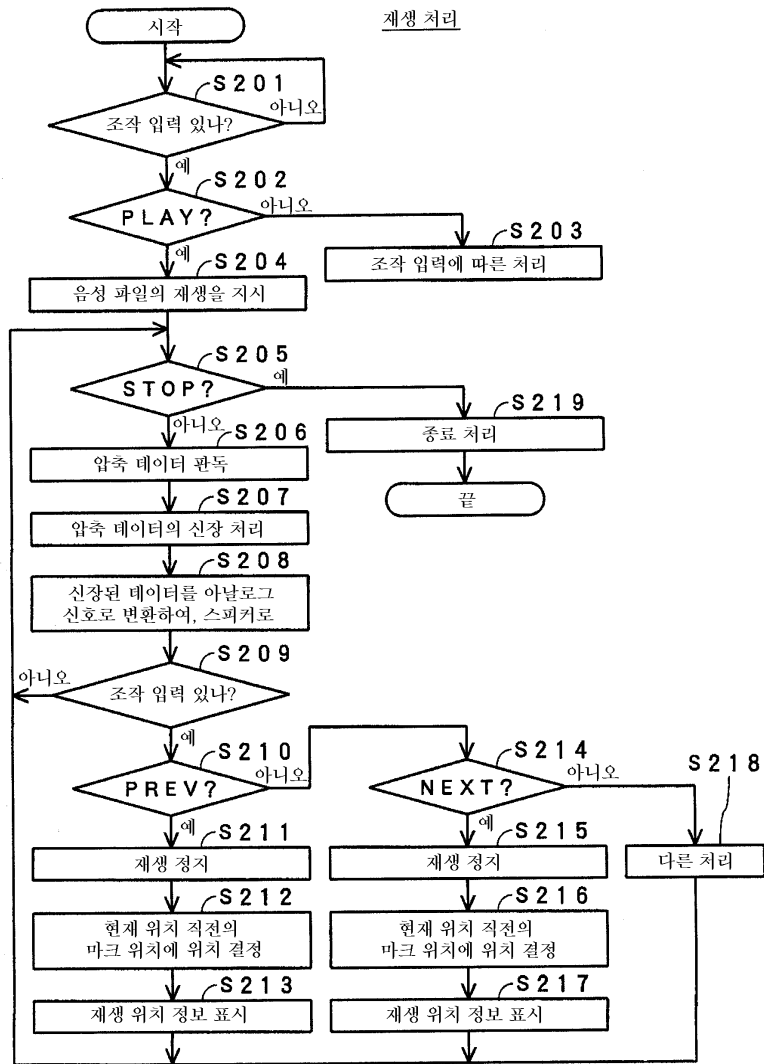 재생 처리
시작
S201
조작 입력 있나?
아니오
예
S202
PLAY?
아니오
예
S203
조작 입력에 따른 처리
S204
음성 파일의 재생을 지시
S205
STOP?
예
아니오
S219
종료 처리
끝
S206
압축 데이터 판독
S207
압축 데이터의 신장 처리
S208
신장된 데이터를 아날로그
신호로 변환하여, 스피커로
S209
아니오
조작 입력 있나?
예
S210
PREV?
아니오
예
S214
NEXT?
아니오
예
S218
다른 처리
S211
재생 정지
S215
재생 정지
S212
현재 위치 직전의
마크 위치에 위치 결정
S216
현재 위치 직전의
마크 위치에 위치 결정
S213
재생 위치 정보 표시
S217
재생 위치 정보 표시